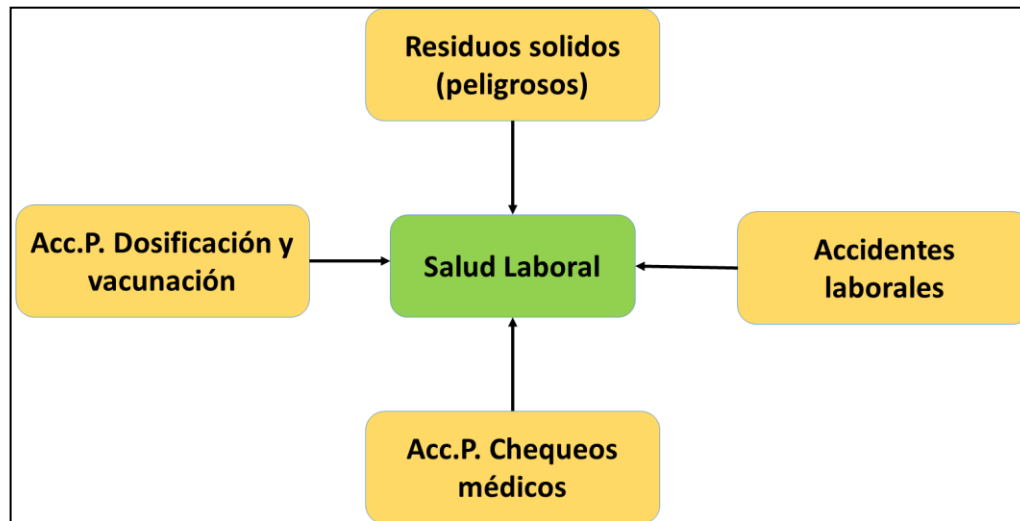 Residuos solidos
(peligrosos)
Acc.P. Dosificación y
vacunación
Salud Laboral
Accidentes
laborales
Acc.P. Chequeos
médicos